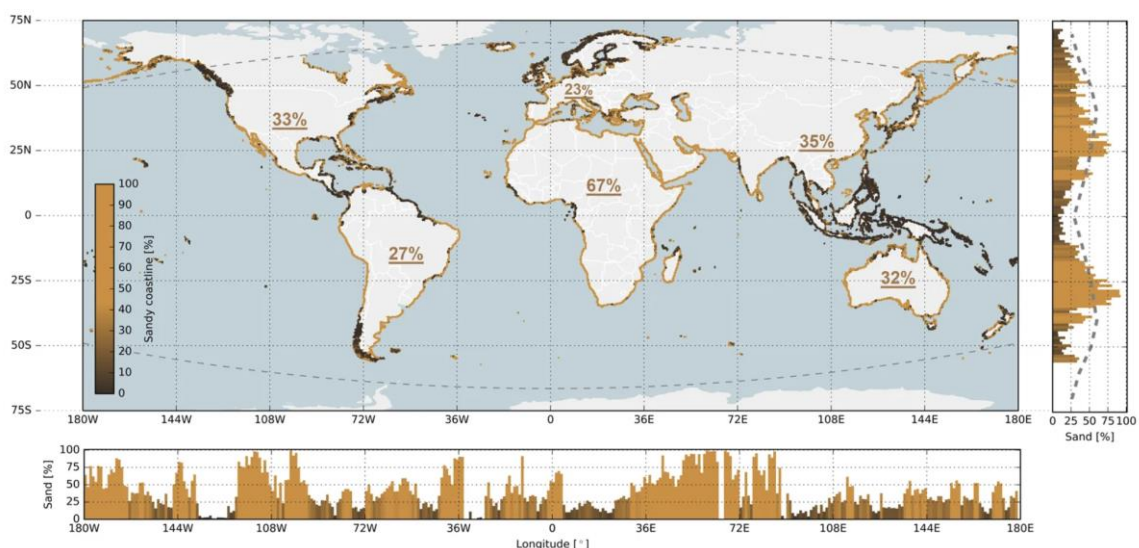 75N
50N
25N
0
25S
50S
75S
33%
23%
35%
67%
27%
32%
100
90
80
70
60
50
40
30
20
10
0
Sandy coastline [%]
180W 144W 108W 72W 36W 0 36E 72E 108E 144E 180E
0 25 50 75 100
Sand [%]
100
75
50
25
0
Sand [%]
180W 144W 108W 72W 36W 0 36E 72E 108E 144E 180E
Longitude [°]